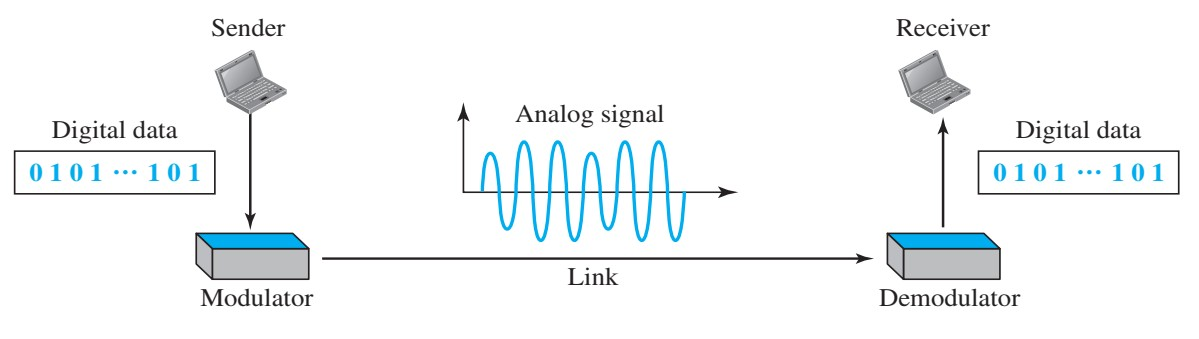 Sender
Receiver
Analog signal
Digital data
0 1 0 1 ··· 1 0 1
Digital data
0 1 0 1 ··· 1 0 1
Link
Modulator
Demodulator